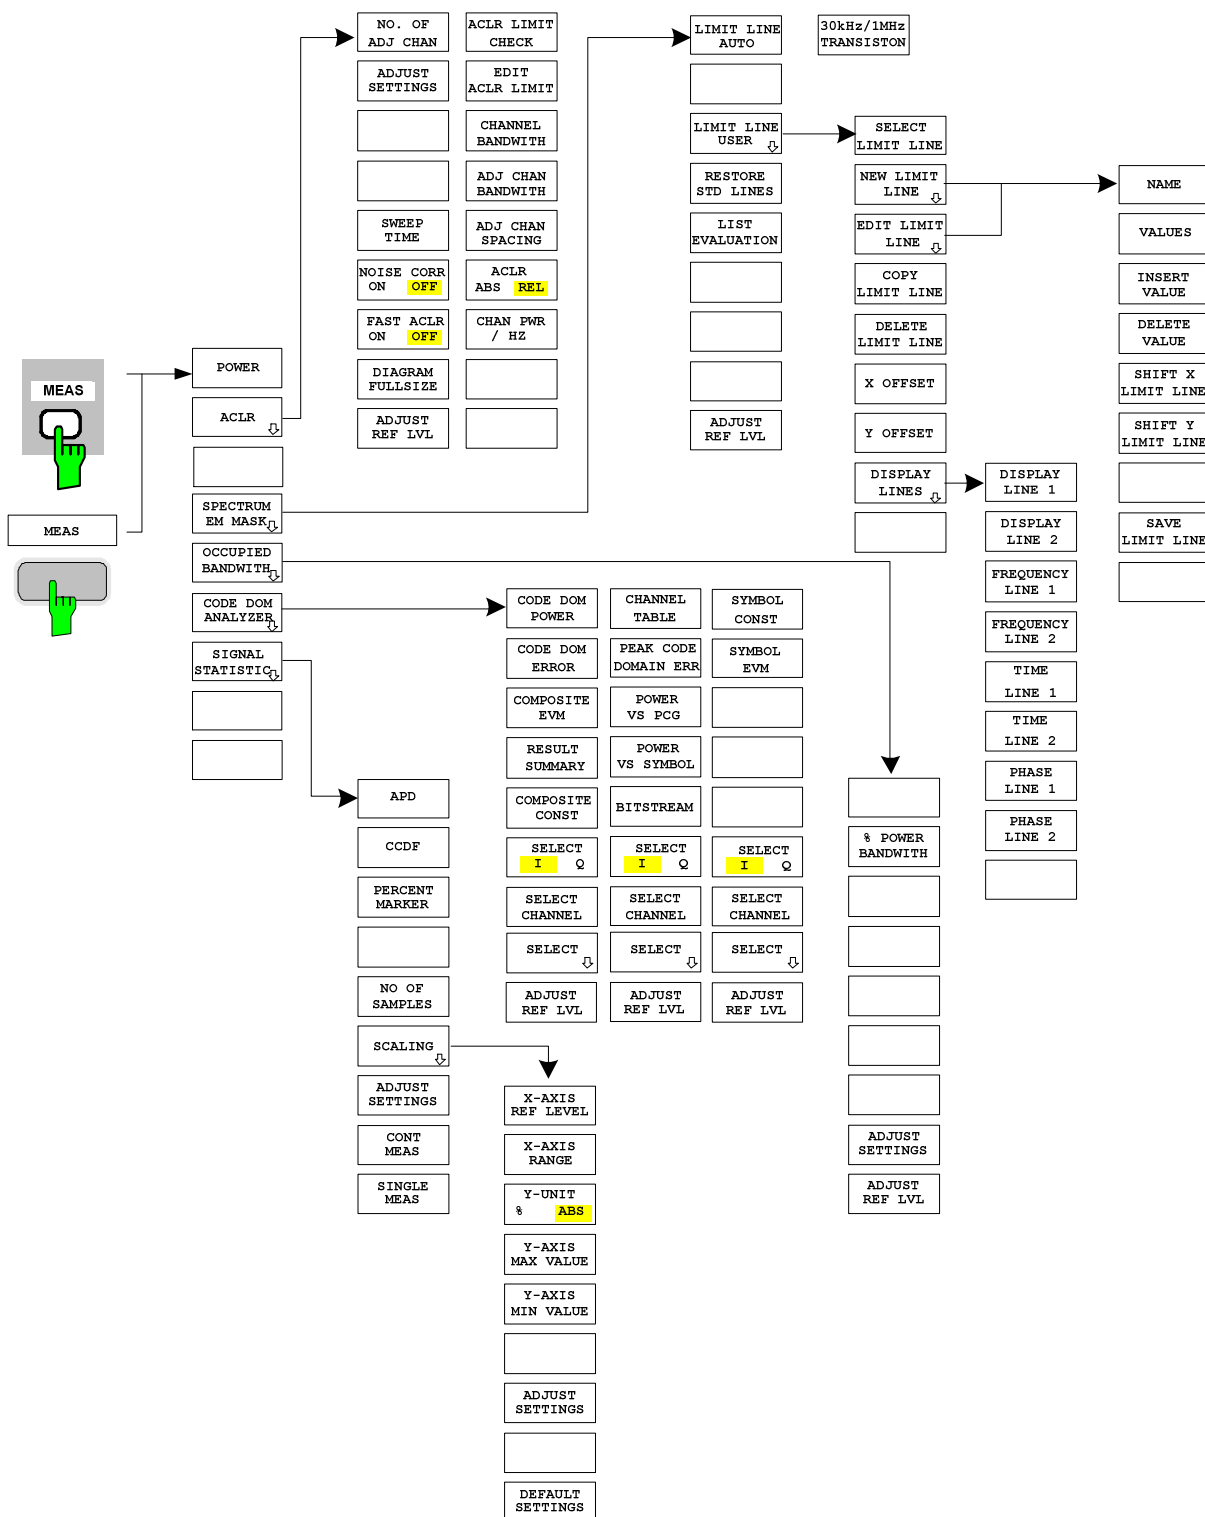 MEAS
MEAS
POWER
ACLR
SPECTRUM
EM MASK
OCCUPIED
BANDWITH
CODE DOM
ANALYZER
SIGNAL
STATISTIC
NO. OF
ADJ CHAN
ADJUST
SETTINGS
SWEEP
TIME
NOISE CORR
ON OFF
FAST ACLR
ON OFF
DIAGRAM
FULLSIZE
ADJUST
REF LVL
ACLR LIMIT
CHECK
EDIT
ACLR LIMIT
CHANNEL
BANDWITH
ADJ CHAN
BANDWITH
ADJ CHAN
SPACING
ACLR
ABS REL
CHAN PWR
/ HZ
LIMIT LINE
AUTO
LIMIT LINE
USER
RESTORE
STD LINES
LIST
EVALUATION
ADJUST
REF LVL
30kHz/1MHz
TRANSISTON
SELECT
LIMIT LINE
NEW LIMIT
LINE
EDIT LIMIT
LINE
COPY
LIMIT LINE
DELETE
LIMIT LINE
X OFFSET
Y OFFSET
DISPLAY
LINES
NAME
VALUES
INSERT
VALUE
DELETE
VALUE
SHIFT X
LIMIT LINE
SHIFT Y
LIMIT LINE
SAVE
LIMIT LINE
DISPLAY
LINE 1
DISPLAY
LINE 2
FREQUENCY
LINE 1
FREQUENCY
LINE 2
TIME
LINE 1
TIME
LINE 2
PHASE
LINE 1
PHASE
LINE 2
CODE DOM
POWER
CODE DOM
ERROR
COMPOSITE
EVM
RESULT
SUMMARY
COMPOSITE
CONST
SELECT
I Q
SELECT
CHANNEL
SELECT
ADJUST
REF LVL
CHANNEL
TABLE
PEAK CODE
DOMAIN ERR
POWER
VS PCG
POWER
VS SYMBOL
BITSTREAM
SELECT
I Q
SELECT
CHANNEL
SELECT
ADJUST
REF LVL
SYMBOL
CONST
SYMBOL
EVM
SELECT
I Q
SELECT
CHANNEL
SELECT
ADJUST
REF LVL
% POWER
BANDWITH
ADJUST
SETTINGS
ADJUST
REF LVL
APD
CCDF
PERCENT
MARKER
NO OF
SAMPLES
SCALING
ADJUST
SETTINGS
CONT
MEAS
SINGLE
MEAS
X-AXIS
REF LEVEL
X-AXIS
RANGE
Y-UNIT
% ABS
Y-AXIS
MAX VALUE
Y-AXIS
MIN VALUE
ADJUST
SETTINGS
DEFAULT
SETTINGS